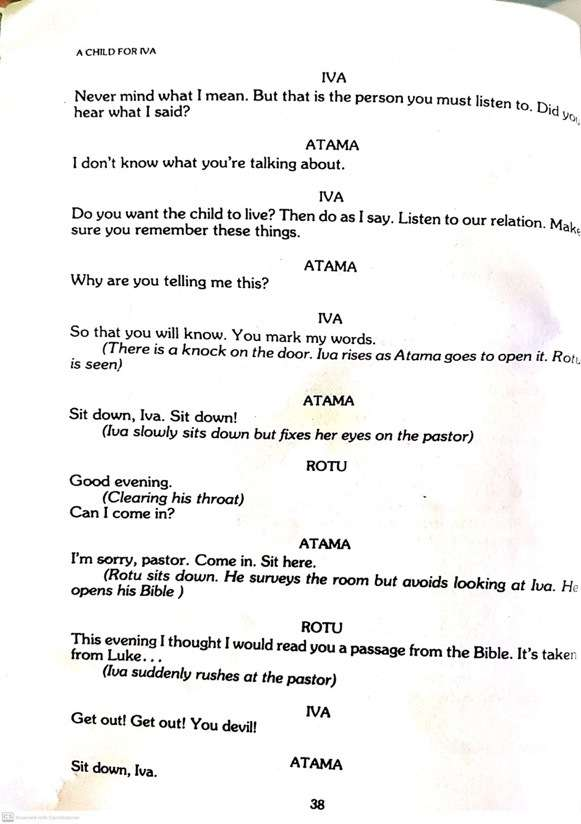 A CHILD FOR IVA
IVA
Never mind what I mean. But that is the person you must listen to. Did you
hear what I said?
ATAMA
I don't know what you're talking about.
IVA
Do you want the child to live? Then do as I say. Listen to our relation. Make
sure you remember these things.
ATAMA
Why are you telling me this?
IVA
So that you will know. You mark my words.
(There is a knock on the door. Iva rises as Atama goes to open it. Rotu
is seen)
ATAMA
Sit down, Iva. Sit down!
(Iva slowly sits down but fixes her eyes on the pastor)
ROTU
Good evening.
(Clearing his throat)
Can I come in?
ATAMA
I'm sorry, pastor. Come in. Sit here.
(Rotu sits down. He surveys the room but avoids looking at Iva. He
opens his Bible )
ROTU
This evening I thought I would read you a passage from the Bible. It's taken
from Luke...
(Iva suddenly rushes at the pastor)
IVA
Get out! Get out! You devil!
ATAMA
Sit down, Iva.
38
CS Scanned with CamScanner